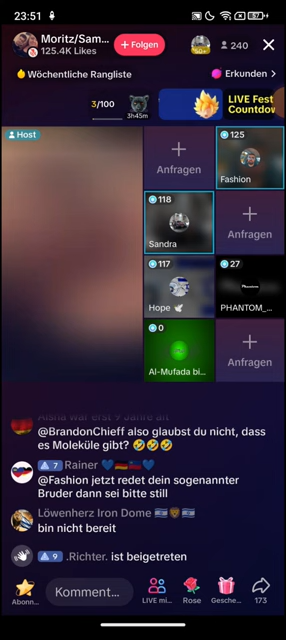 23:51
57
Moritz/Sam...
125.4K Likes
+ Folgen
240
Wöchentliche Rangliste
Erkunden >
3/100
3h45m
LIVE Fest
Countdow
Host
Anfragen
125
Fashion
118
Sandra
Anfragen
117
Hope
27
PHANTOM_...
0
Al-Mufada bi...
Anfragen
Aisha war erst 9 Jahre alt
@BrandonChieff also glaubst du nicht, dass
es Moleküle gibt? 🤣🤣🤣
7 Rainer 💙🇩🇪💙
@Fashion jetzt redet dein sogenannter
Bruder dann sei bitte still
Löwenherz Iron Dome 🇮🇱🦁🇮🇱
bin nicht bereit
9 .Richter. ist beigetreten
Abonn...
Komment...
LIVE mi...
Rose
Gesche...
173